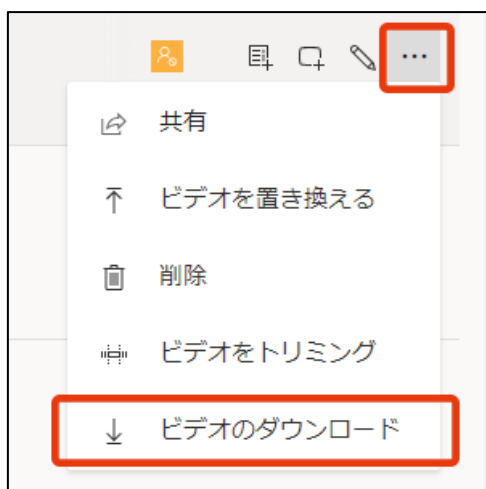 共有
ビデオを置き換える
削除
ビデオをトリミング
ビデオのダウンロード